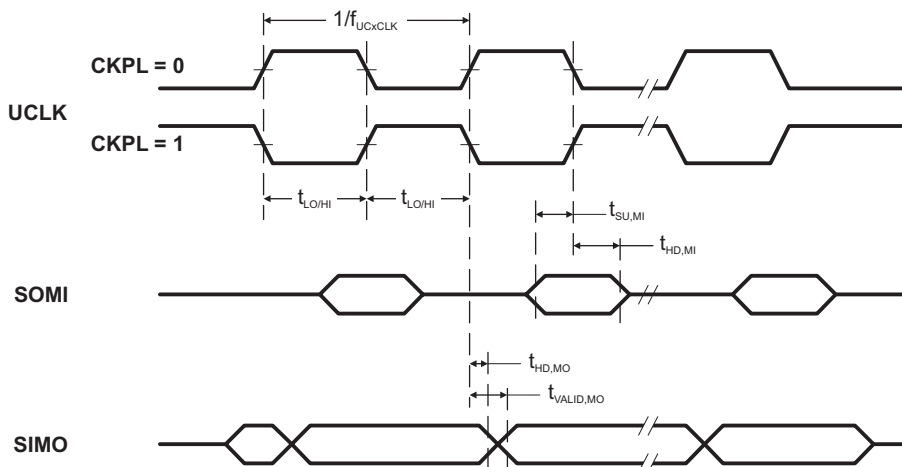 1/fUCxCLK
CKPL = 0
UCLK
CKPL = 1
tLO/HI tLO/HI
tSU,MI
tHD,MI
SOMI
tHD,MO
tVALID,MO
SIMO